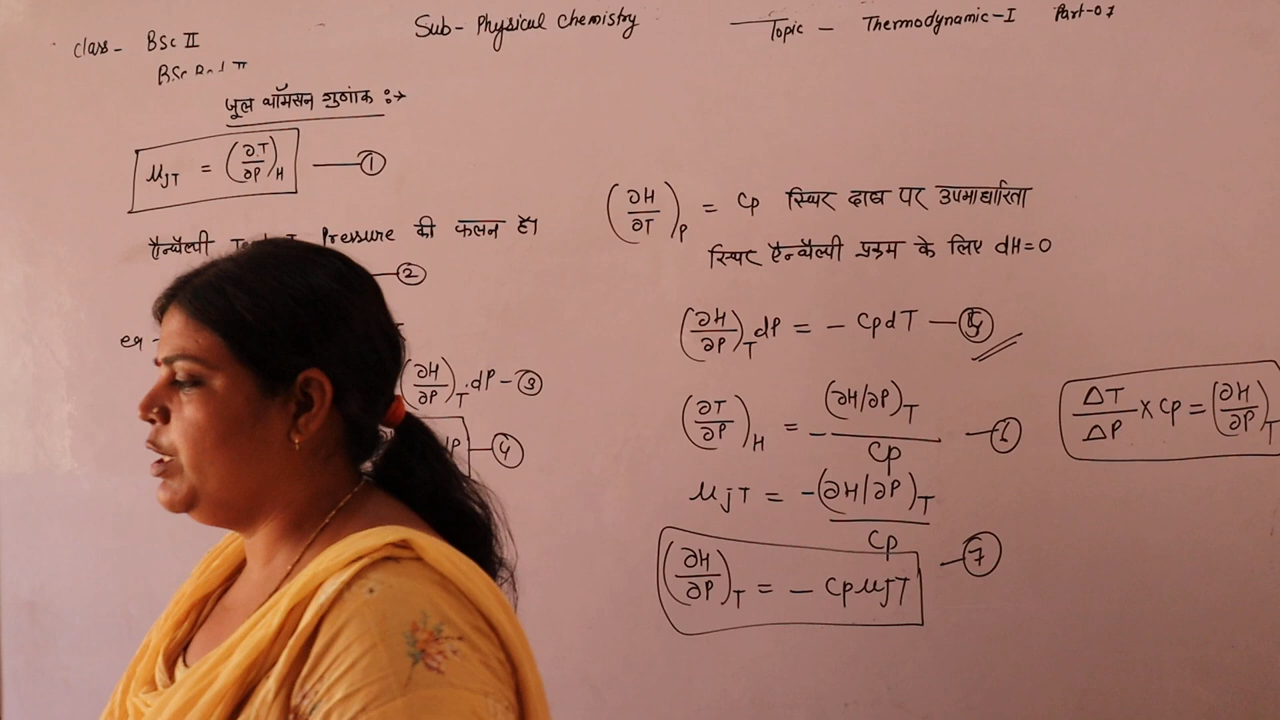 Class- BSc II
Sub- Physical Chemistry
Topic - Thermodynamic-I Part-07
BSc
जूल थॉमसन गुणांक :→
μJT = (∂T/∂P)H — ①
एन्थैल्पी Pressure की फलन है।
— ②
(∂H/∂P)T.dP - ③
dP — ④
(∂H/∂T)P = Cp स्थिर दाब पर उष्माधारिता
स्थिर एन्थैल्पी प्रक्रम के लिए dH=0
(∂H/∂P)T dP = - CpdT — ⑤
(∂T/∂P)H = - (∂H/∂P)T / Cp — ⑥
μJT = -(∂H/∂P)T / Cp
(∂H/∂P)T = - CpμJT — ⑦
ΔT/ΔP × Cp = (∂H/∂P)T